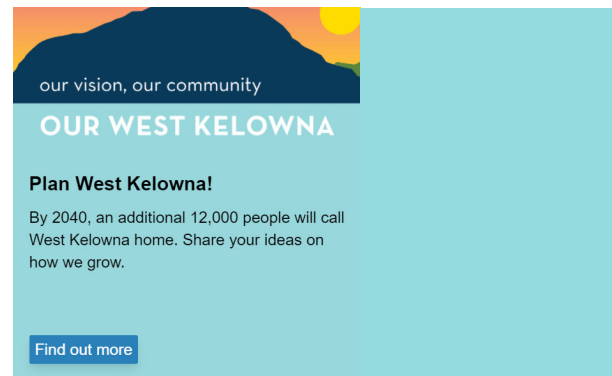 our vision, our community
OUR WEST KELOWNA
Plan West Kelowna!
By 2040, an additional 12,000 people will call
West Kelowna home. Share your ideas on
how we grow.
Find out more